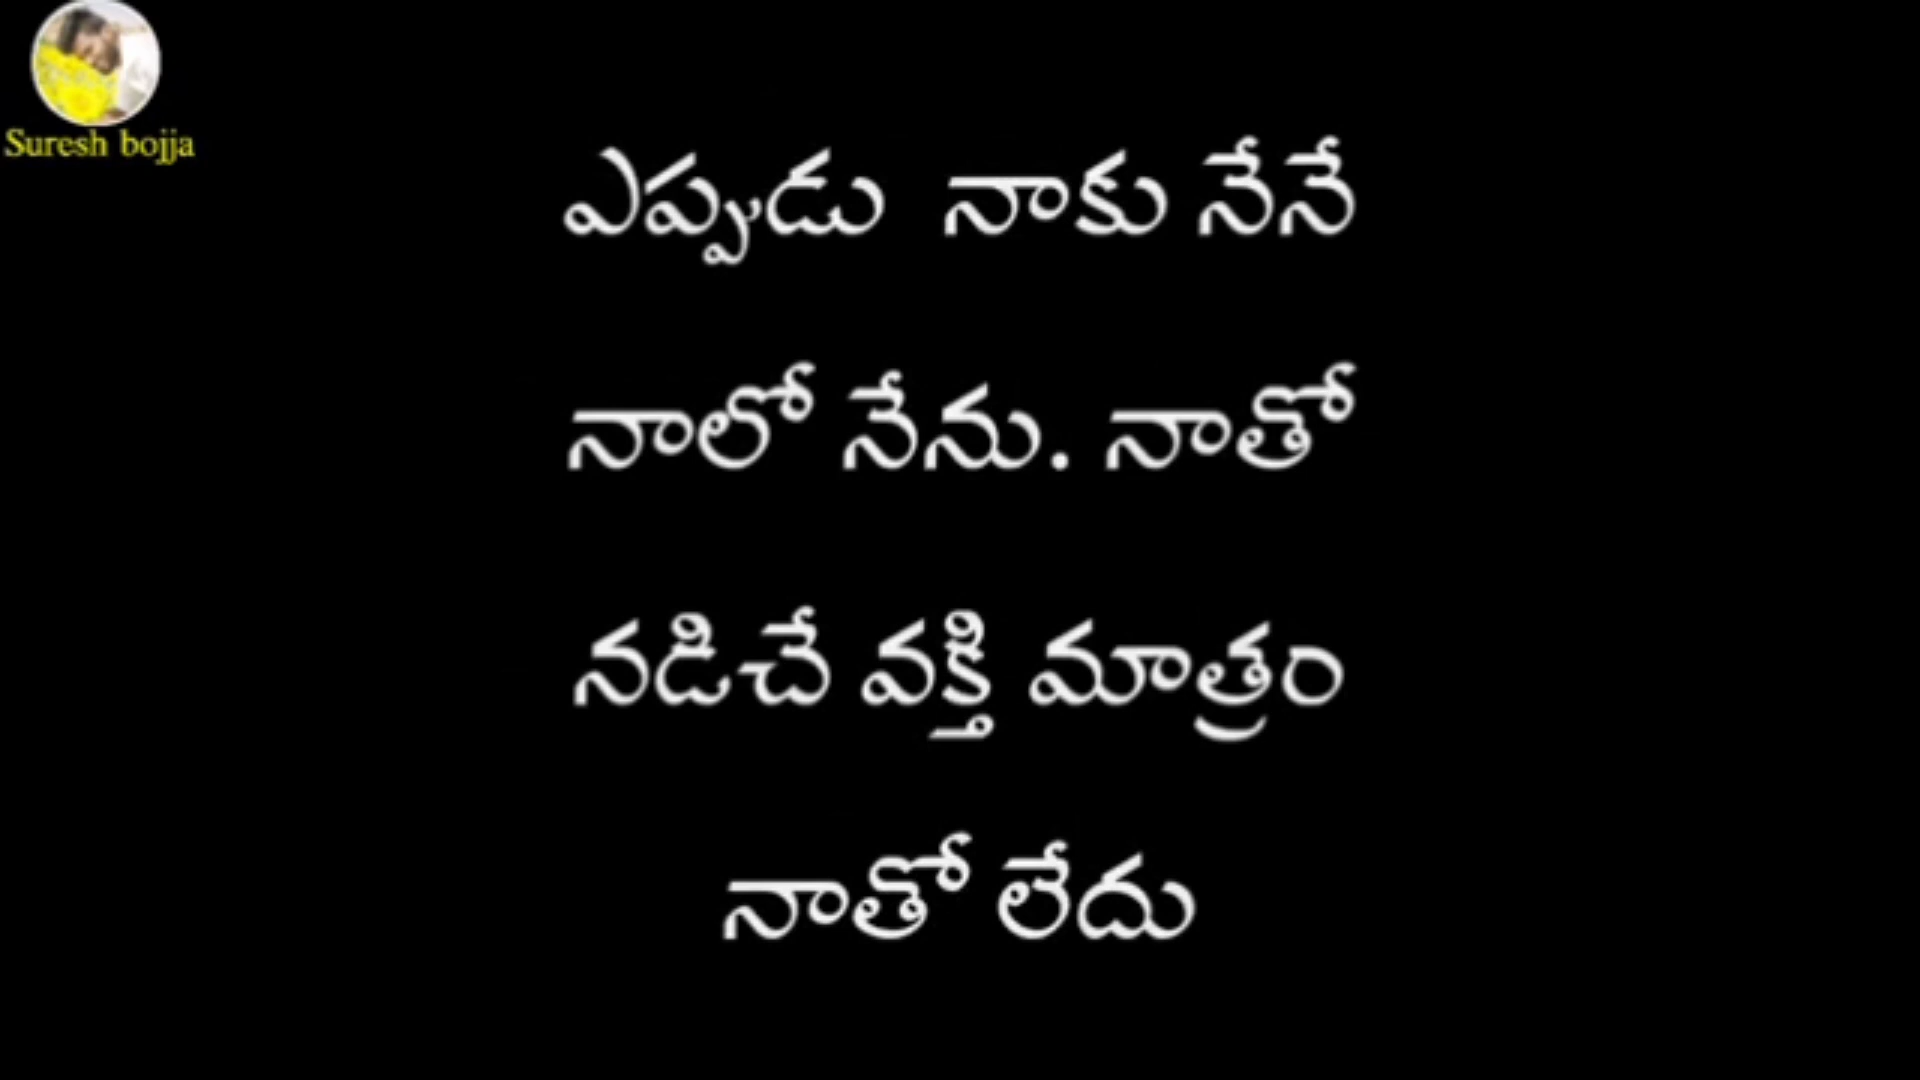 Suresh bojja
ఎప్పుడు నాకు నేనే
నాలో నేను. నాతో
నడిచే వక్తి మాత్రం
నాతో లేదు